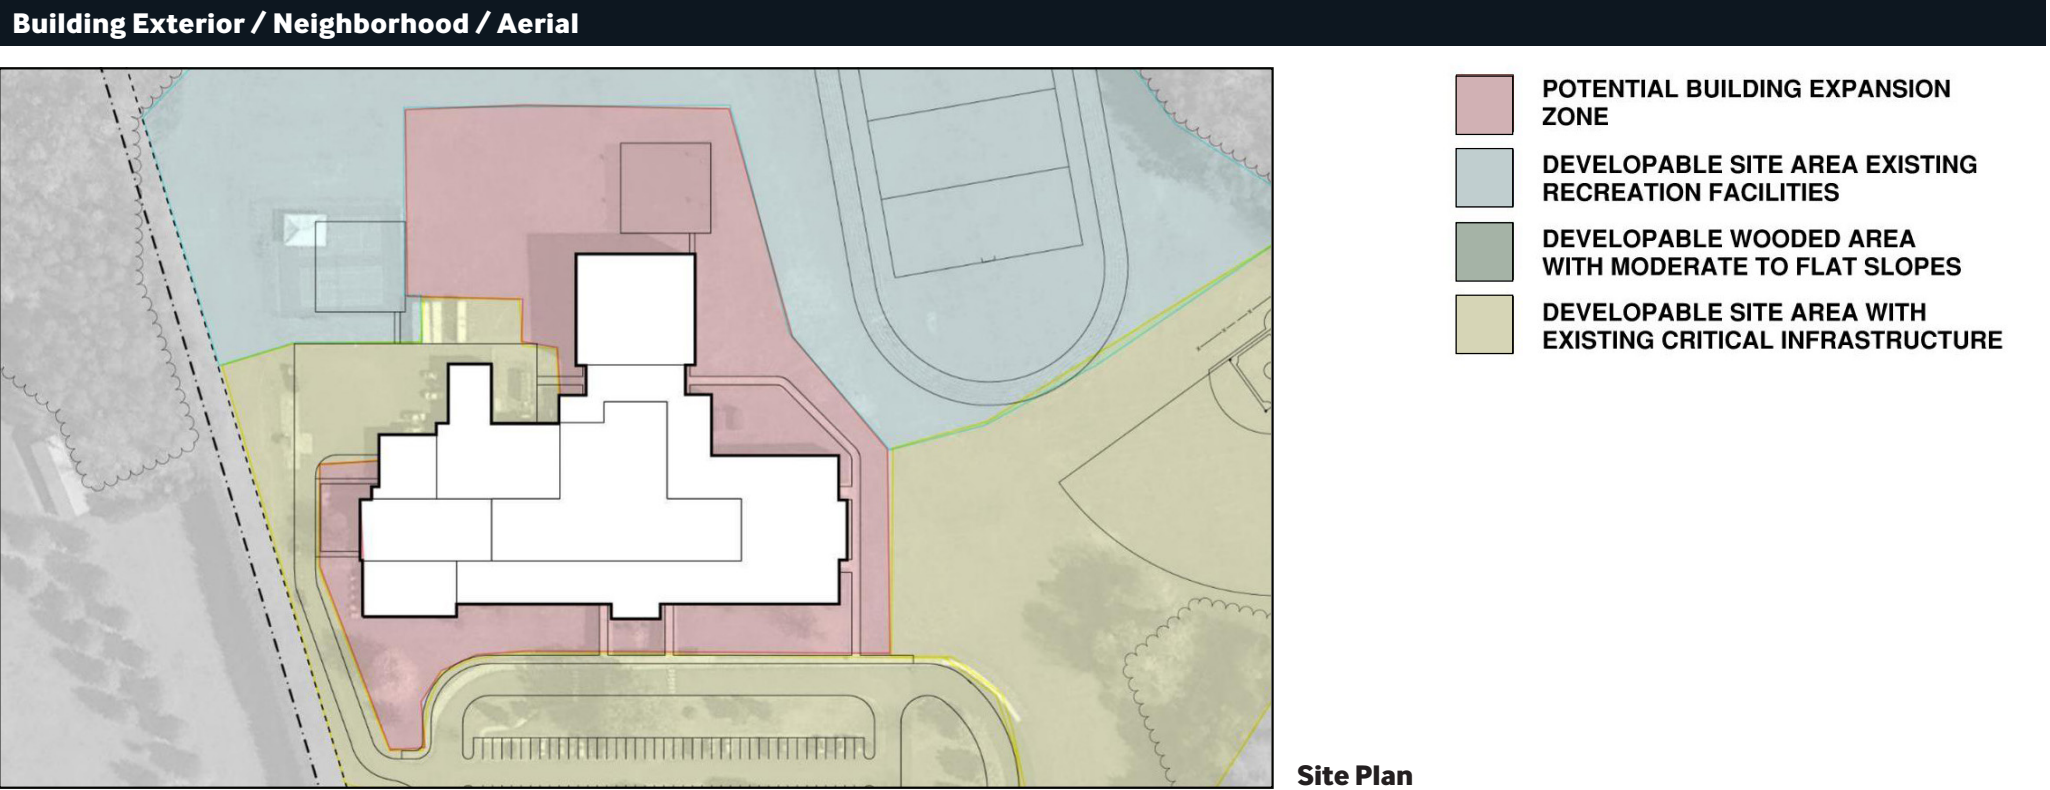 Building Exterior / Neighborhood / Aerial
POTENTIAL BUILDING EXPANSION
ZONE
DEVELOPABLE SITE AREA EXISTING
RECREATION FACILITIES
DEVELOPABLE WOODED AREA
WITH MODERATE TO FLAT SLOPES
DEVELOPABLE SITE AREA WITH
EXISTING CRITICAL INFRASTRUCTURE
Site Plan